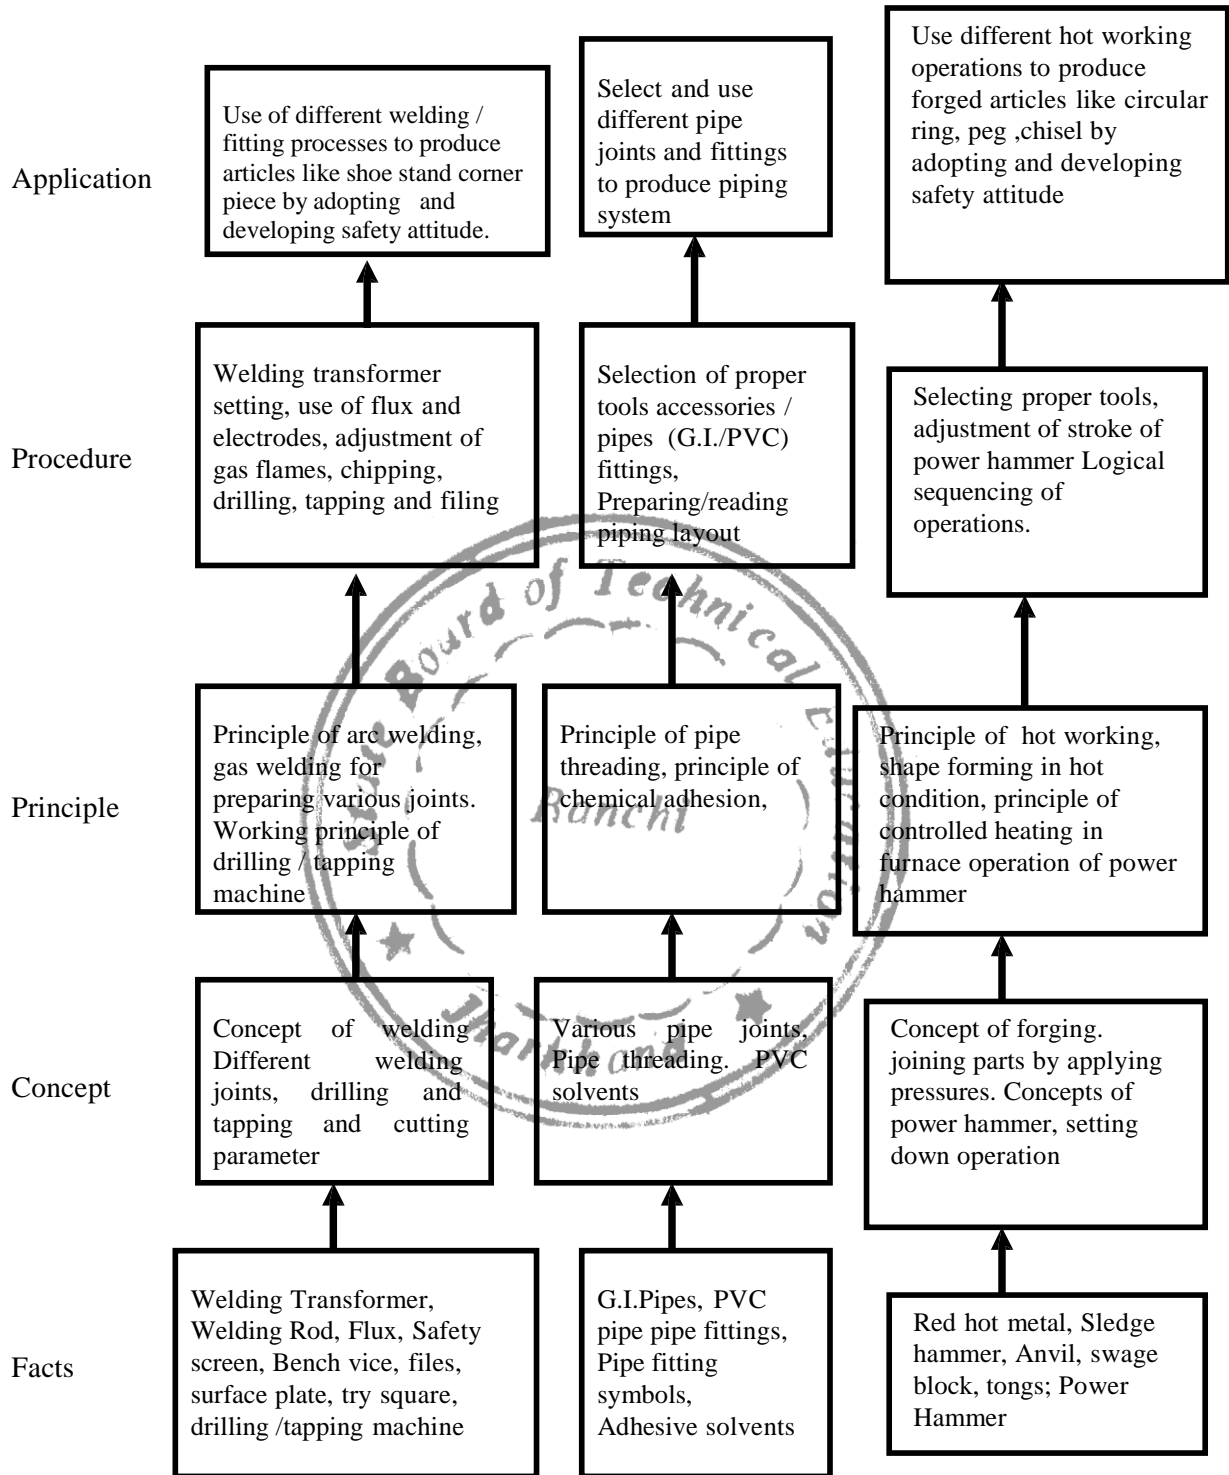 Application
Use of different welding /
fitting processes to produce
articles like shoe stand corner
piece by adopting and
developing safety attitude.
Select and use
different pipe
joints and fittings
to produce piping
system
Use different hot working
operations to produce
forged articles like circular
ring, peg ,chisel by
adopting and developing
safety attitude
Procedure
Welding transformer
setting, use of flux and
electrodes, adjustment of
gas flames, chipping,
drilling, tapping and filing
Selection of proper
tools accessories /
pipes (G.I./PVC)
fittings,
Preparing/reading
piping layout
Selecting proper tools,
adjustment of stroke of
power hammer Logical
sequencing of
operations.
Principle
Principle of arc welding,
gas welding for
preparing various joints.
Working principle of
drilling / tapping
machine
Principle of pipe
threading, principle of
chemical adhesion,
Principle of hot working,
shape forming in hot
condition, principle of
controlled heating in
furnace operation of power
hammer
Concept
Concept of welding
Different welding
joints, drilling and
tapping and cutting
parameter
Various pipe joints,
Pipe threading. PVC
solvents
Concept of forging.
joining parts by applying
pressures. Concepts of
power hammer, setting
down operation
Facts
Welding Transformer,
Welding Rod, Flux, Safety
screen, Bench vice, files,
surface plate, try square,
drilling /tapping machine
G.I.Pipes, PVC
pipe pipe fittings,
Pipe fitting
symbols,
Adhesive solvents
Red hot metal, Sledge
hammer, Anvil, swage
block, tongs; Power
Hammer
State Board of Technical Education
Ranchi
Jharkhand